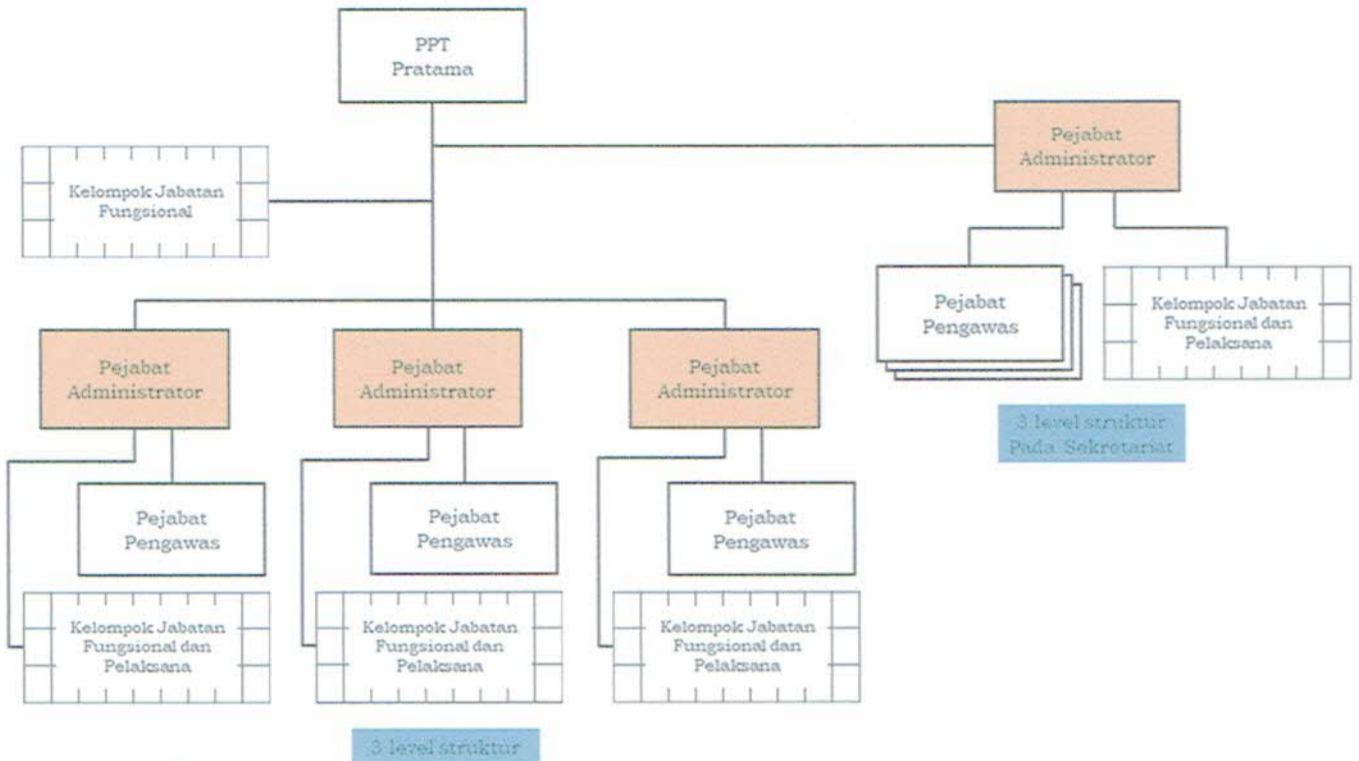 PPT
Pratama
Pejabat
Administrator
Kelompok Jabatan
Fungsional
Pejabat
Pengawas
Kelompok Jabatan
Fungsional dan
Pelaksana
3 level struktur
Pada Sekretariat
Pejabat
Administrator
Pejabat
Administrator
Pejabat
Administrator
Pejabat
Pengawas
Pejabat
Pengawas
Pejabat
Pengawas
Kelompok Jabatan
Fungsional dan
Pelaksana
Kelompok Jabatan
Fungsional dan
Pelaksana
Kelompok Jabatan
Fungsional dan
Pelaksana
3 level struktur